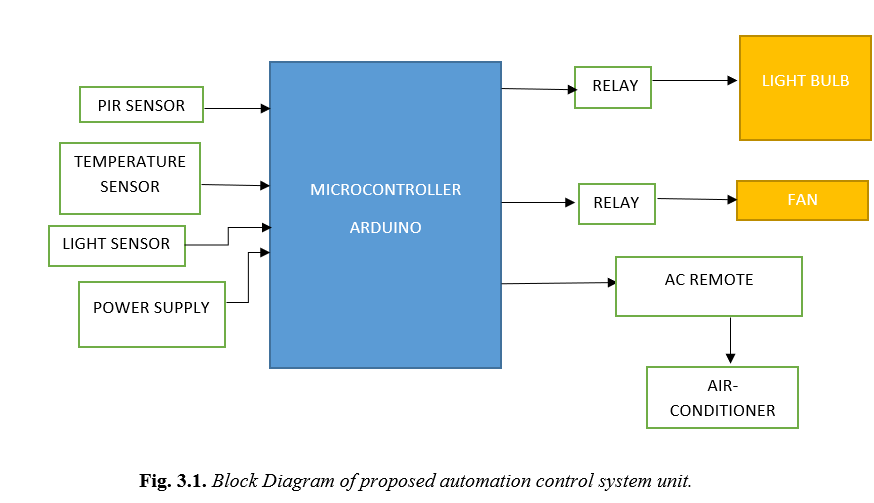 PIR SENSOR
TEMPERATURE
SENSOR
LIGHT SENSOR
POWER SUPPLY
MICROCONTROLLER
ARDUINO
RELAY
LIGHT BULB
RELAY
FAN
AC REMOTE
AIR-
CONDITIONER
Fig. 3.1. Block Diagram of proposed automation control system unit.